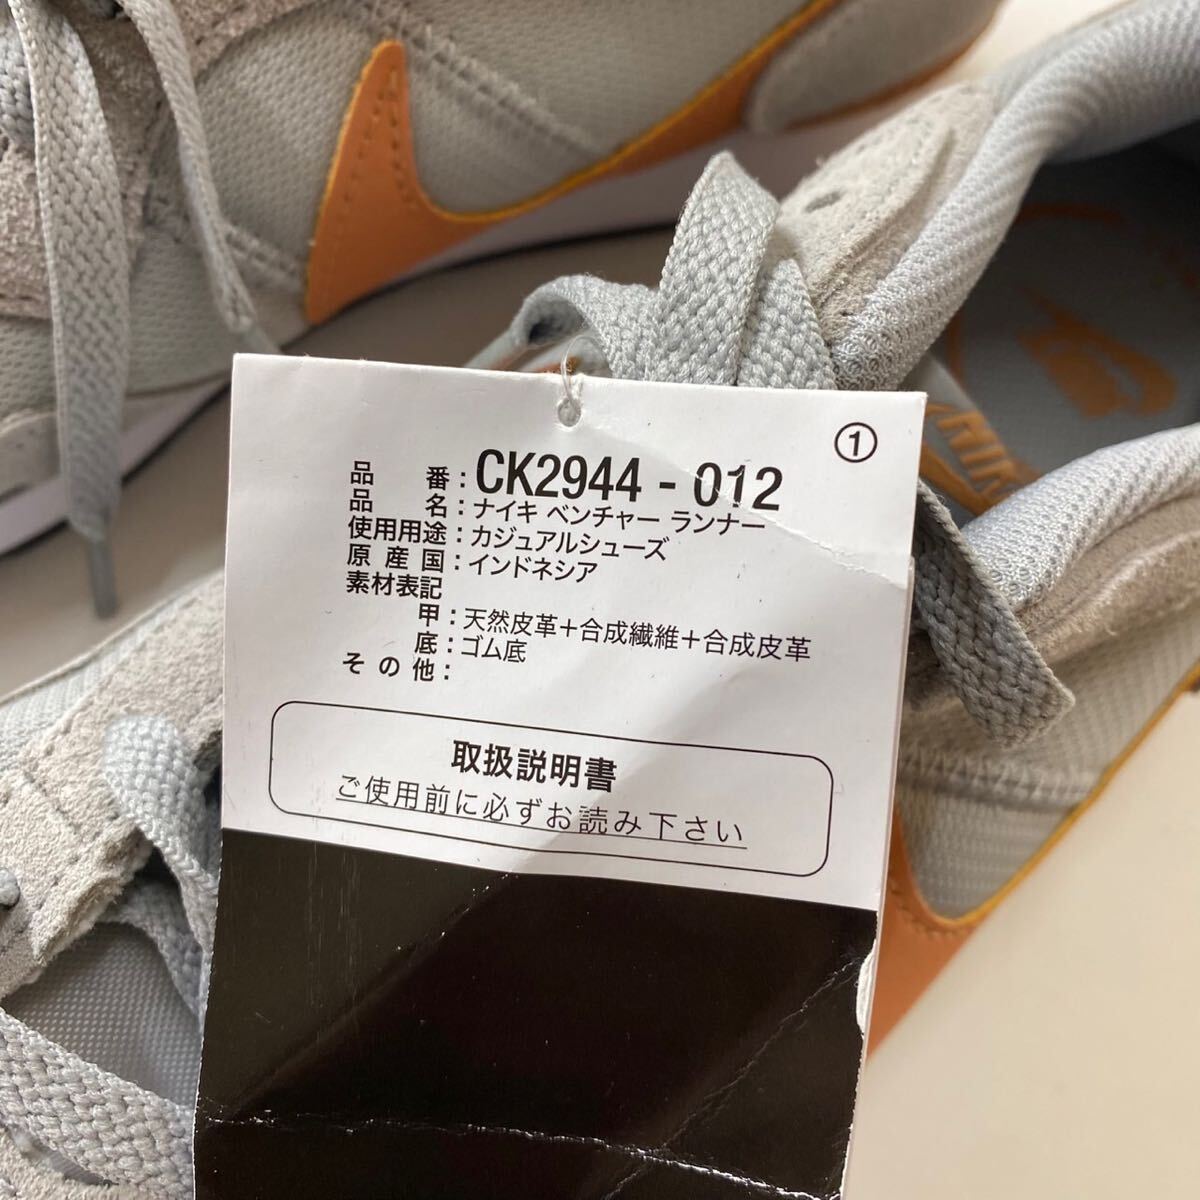 ①
品番：CK2944 - 012
品名：ナイキ ベンチャー ランナー
使用用途：カジュアルシューズ
原産国：インドネシア
素材表記
甲：天然皮革＋合成繊維＋合成皮革
底：ゴム底
その他：
取扱説明書
ご使用前に必ずお読み下さい